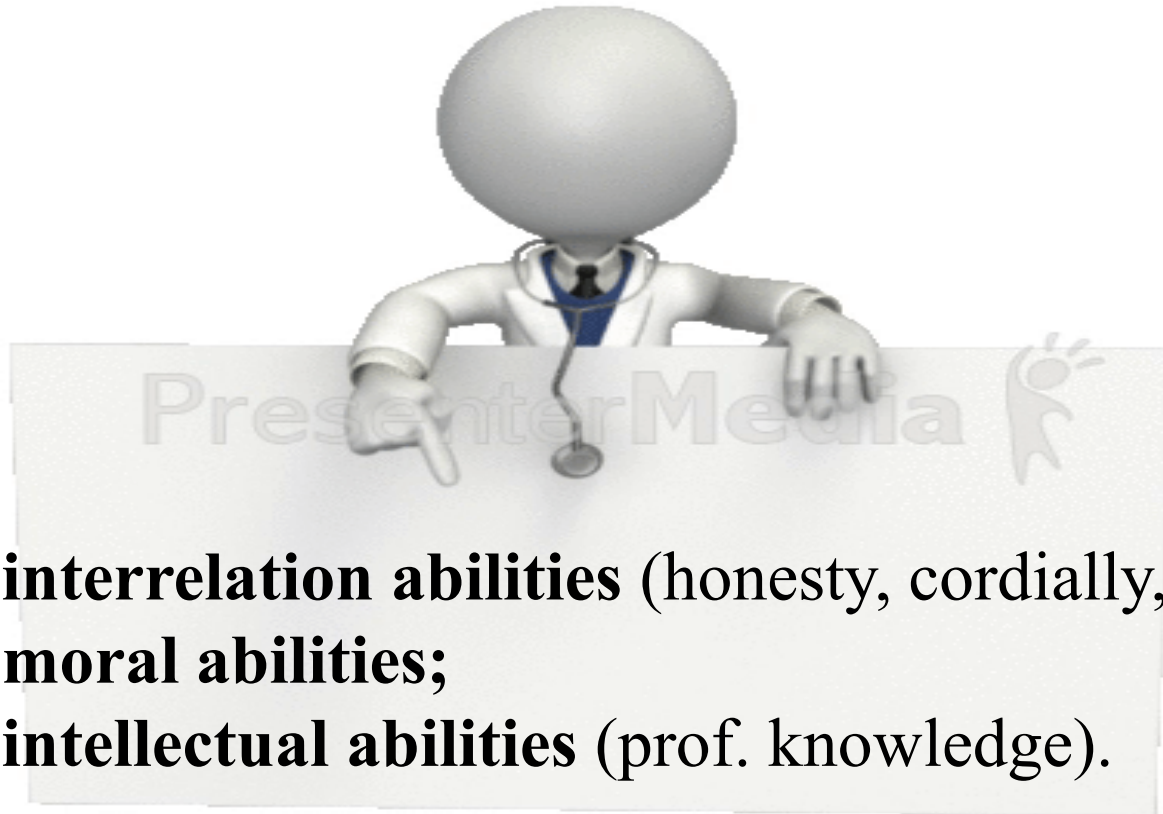 PresenterMedia
interrelation abilities (honesty, cordially,
moral abilities;
intellectual abilities (prof. knowledge).